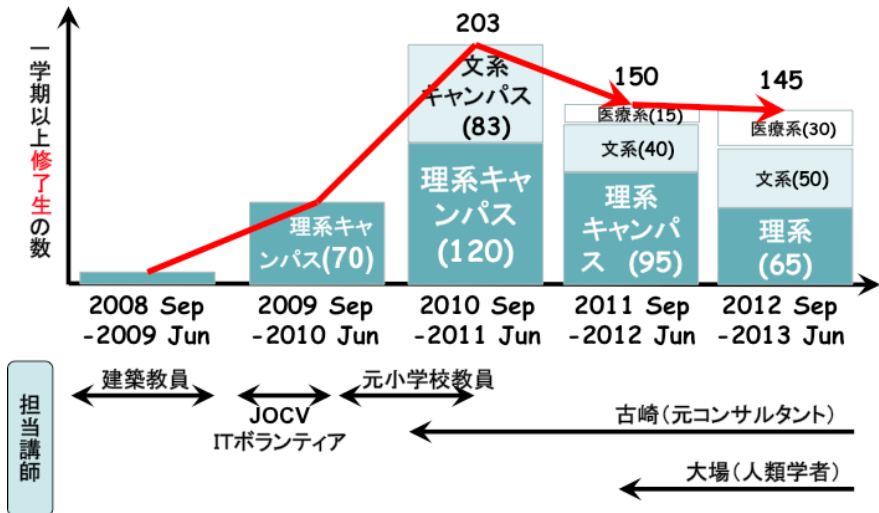 一学期以上修了生の数
203
150
145
文系
キャンパス
(83)
理系キャ
ンパス
(120)
理系キャ
ンパス(70)
医療系(15)
文系(40)
理系
キャンパ
ス (95)
医療系(30)
文系(50)
理系
(65)
2008 Sep
-2009 Jun
2009 Sep
-2010 Jun
2010 Sep
-2011 Jun
2011 Sep
-2012 Jun
2012 Sep
-2013 Jun
担当講師
建築教員
JOCV
ITボランティア
元小学校教員
古崎(元コンサルタント)
大場(人類学者)